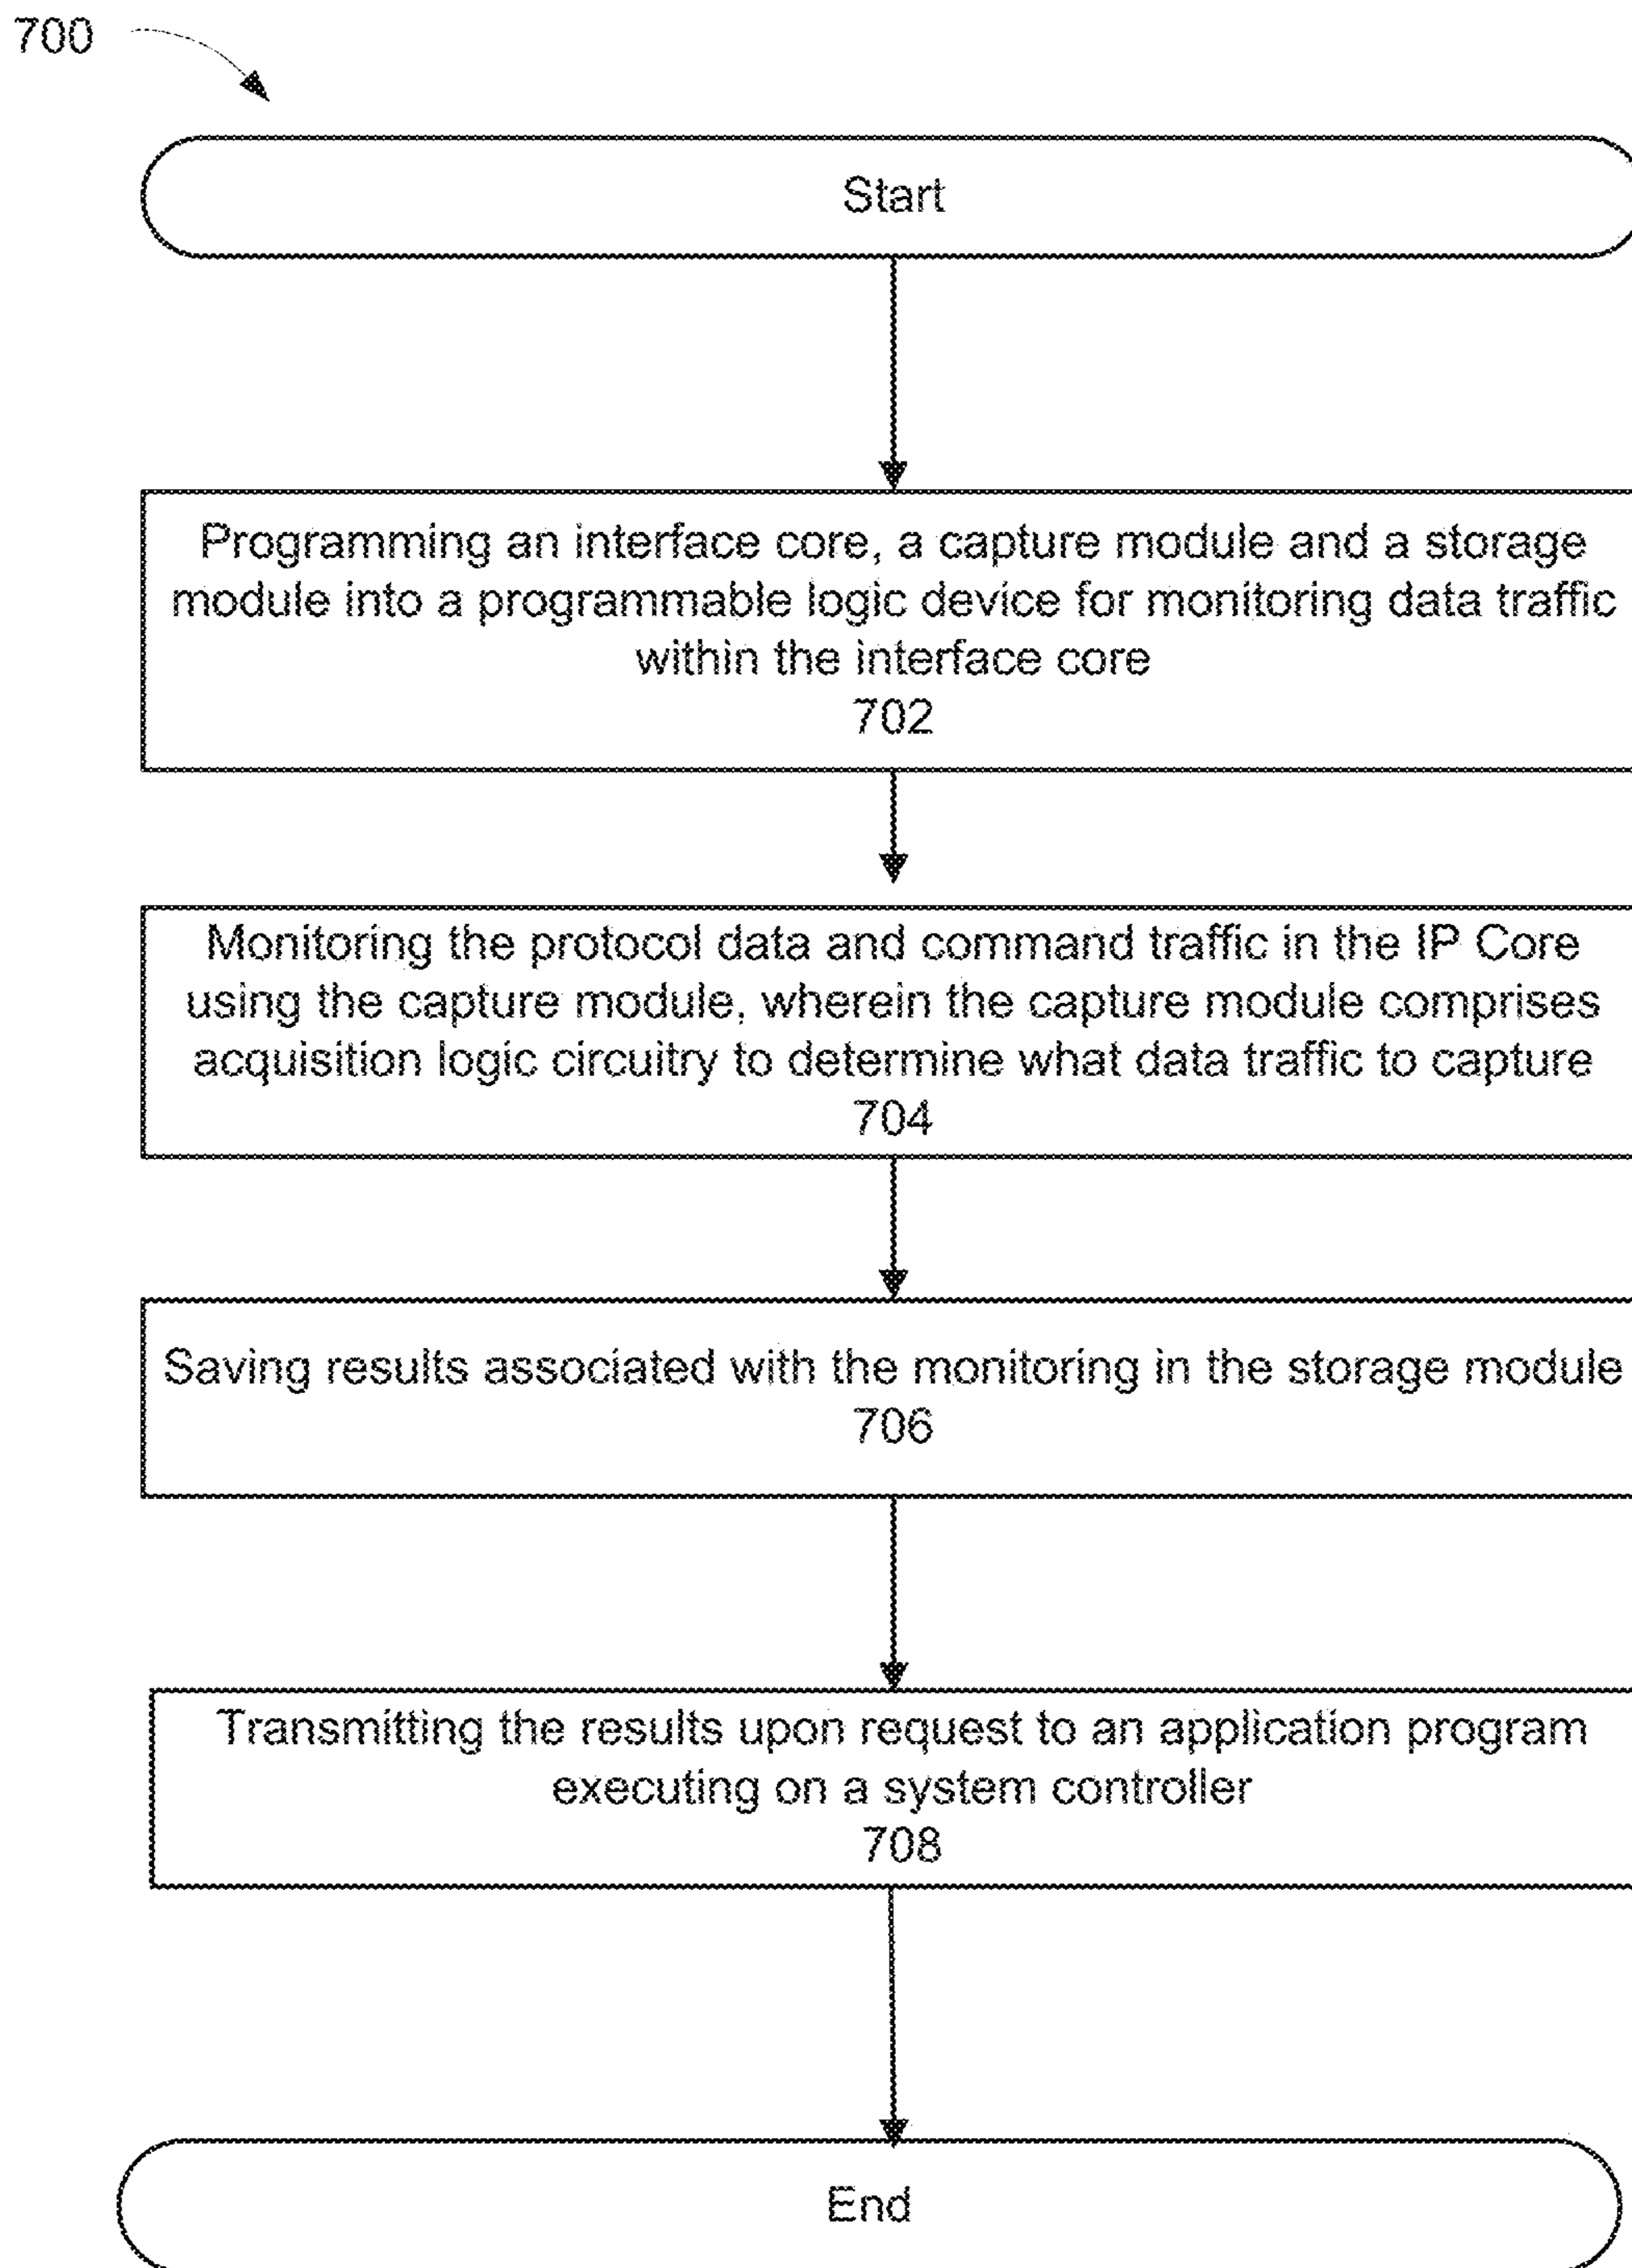 700
Start
Programming an interface core, a capture module and a storage
module into a programmable logic device for monitoring data traffic
within the interface core
702
Monitoring the protocol data and command traffic in the IP Core
using the capture module, wherein the capture module comprises
acquisition logic circuitry to determine what data traffic to capture
704
Saving results associated with the monitoring in the storage module
706
Transmitting the results upon request to an application program
executing on a system controller
708
End